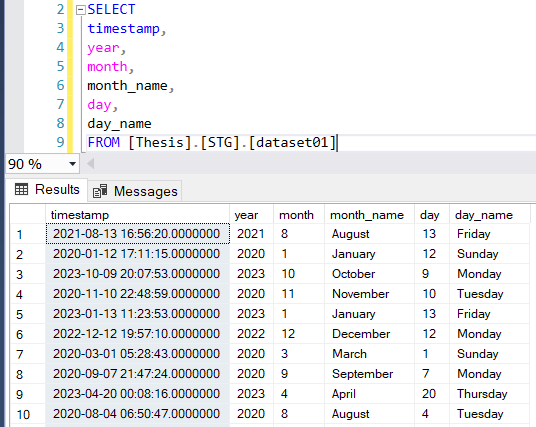 2 SELECT
3 timestamp,
4 year,
5 month,
6 month_name,
7 day,
8 day_name
9 FROM [Thesis].[STG].[dataset01]
90 %
Results Messages
timestamp year month month_name day day_name
1 2021-08-13 16:56:20.0000000 2021 8 August 13 Friday
2 2020-01-12 17:11:15.0000000 2020 1 January 12 Sunday
3 2023-10-09 20:07:53.0000000 2023 10 October 9 Monday
4 2020-11-10 22:48:59.0000000 2020 11 November 10 Tuesday
5 2023-01-13 11:23:53.0000000 2023 1 January 13 Friday
6 2022-12-12 19:57:10.0000000 2022 12 December 12 Monday
7 2020-03-01 05:28:43.0000000 2020 3 March 1 Sunday
8 2020-09-07 21:47:24.0000000 2020 9 September 7 Monday
9 2023-04-20 00:08:16.0000000 2023 4 April 20 Thursday
10 2020-08-04 06:50:47.0000000 2020 8 August 4 Tuesday